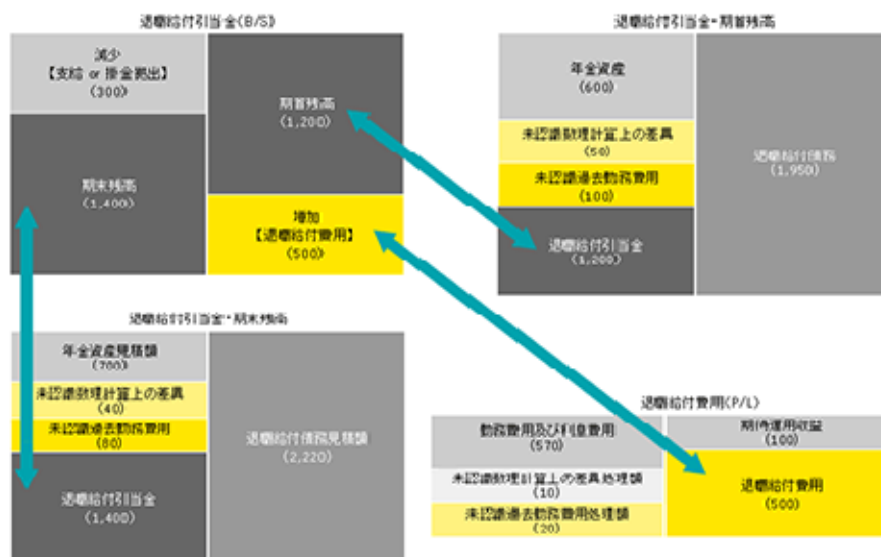 退職給付引当金(B/S)
減少
【支給 or 掛金拠出】
(300)
期末残高
(1,400)
期首残高
(1,200)
増加
【退職給付費用】
(500)
退職給付引当金・期首残高
年金資産
(600)
未認識数理計算上の差異
(50)
未認識過去勤務費用
(100)
退職給付引当金
(1,200)
退職給付債務
(1,950)
退職給付引当金・期末残高
年金資産見積額
(700)
未認識数理計算上の差異
(40)
未認識過去勤務費用
(80)
退職給付引当金
(1,400)
退職給付債務見積額
(2,220)
退職給付費用(P/L)
勤務費用及び利息費用
(570)
未認識数理計算上の差異処理額
(10)
未認識過去勤務費用処理額
(20)
期待運用収益
(100)
退職給付費用
(500)